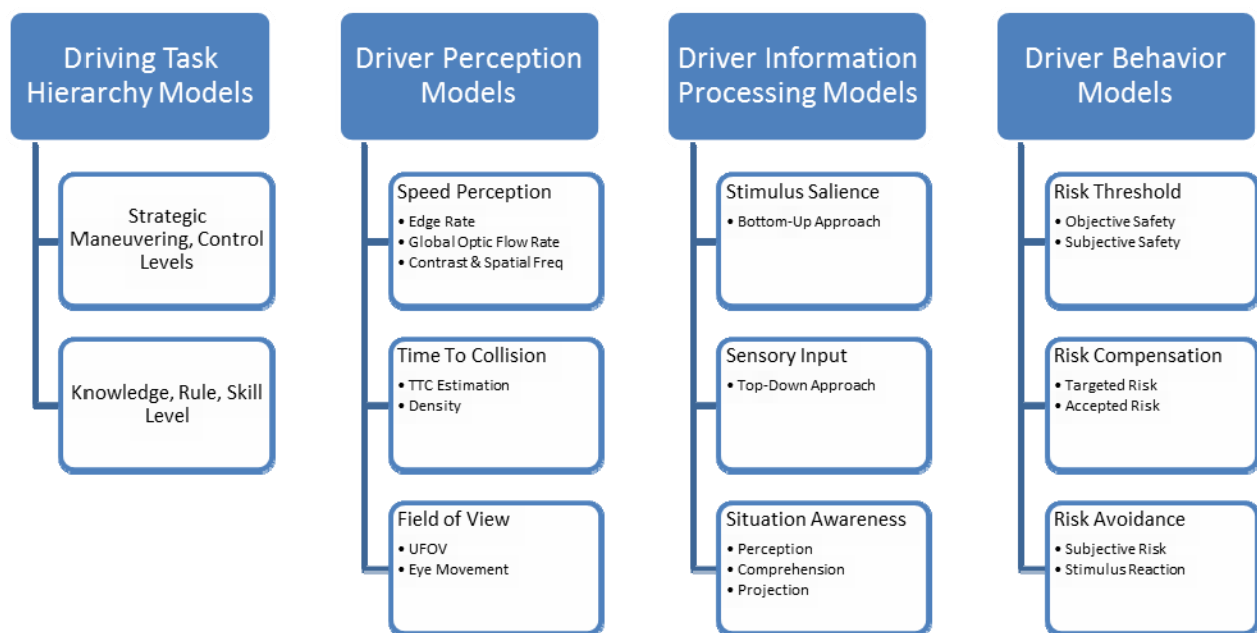 Driving Task
Hierarchy Models
Strategic
Maneuvering, Control
Levels
Knowledge, Rule, Skill
Level
Driver Perception
Models
Speed Perception
• Edge Rate
• Global Optic Flow Rate
• Contrast & Spatial Freq
Time To Collision
• TTC Estimation
• Density
Field of View
• UFOV
• Eye Movement
Driver Information
Processing Models
Stimulus Salience
• Bottom-Up Approach
Sensory Input
• Top-Down Approach
Situation Awareness
• Perception
• Comprehension
• Projection
Driver Behavior
Models
Risk Threshold
• Objective Safety
• Subjective Safety
Risk Compensation
• Targeted Risk
• Accepted Risk
Risk Avoidance
• Subjective Risk
• Stimulus Reaction